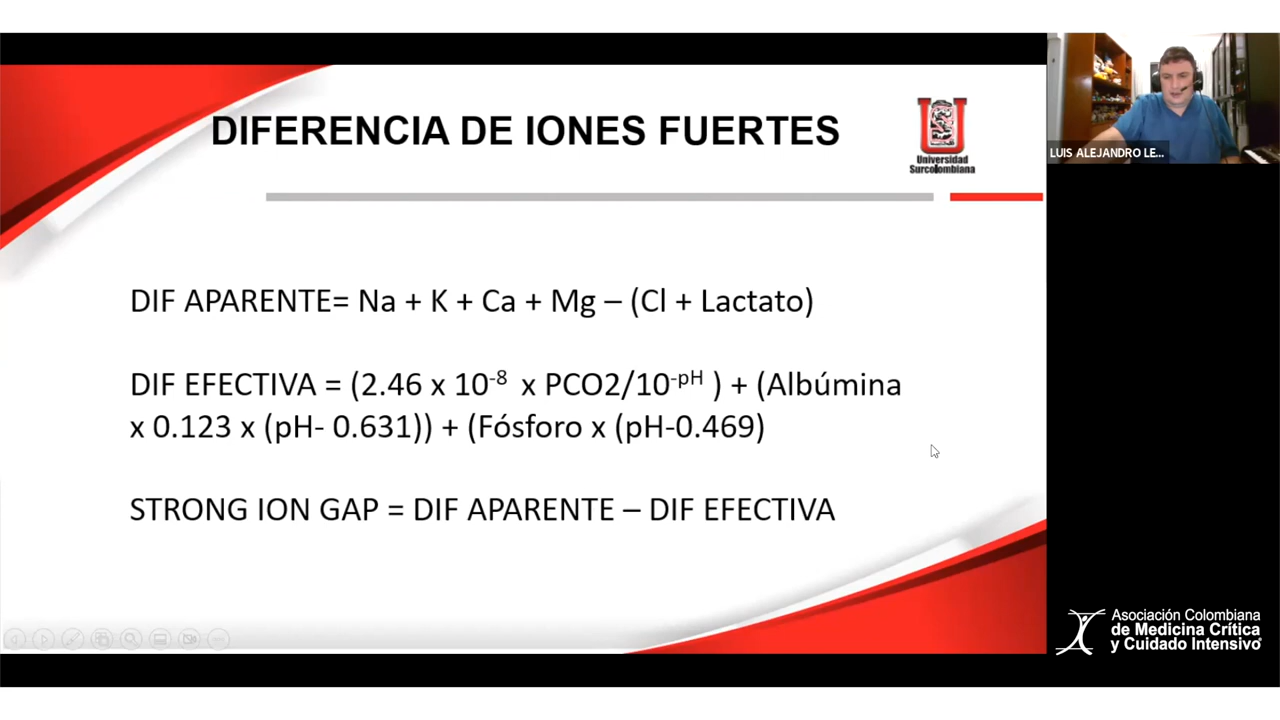 DIFERENCIA DE IONES FUERTES
Universidad
Surcolombiana
LUIS ALEJANDRO LE...
DIF APARENTE= Na + K + Ca + Mg – (Cl + Lactato)
DIF EFECTIVA = (2.46 x 10⁻⁸ x PCO2/10⁻ᵖᴴ ) + (Albúmina
x 0.123 x (pH- 0.631)) + (Fósforo x (pH-0.469)
STRONG ION GAP = DIF APARENTE – DIF EFECTIVA
Asociación Colombiana
de Medicina Crítica
y Cuidado Intensivo